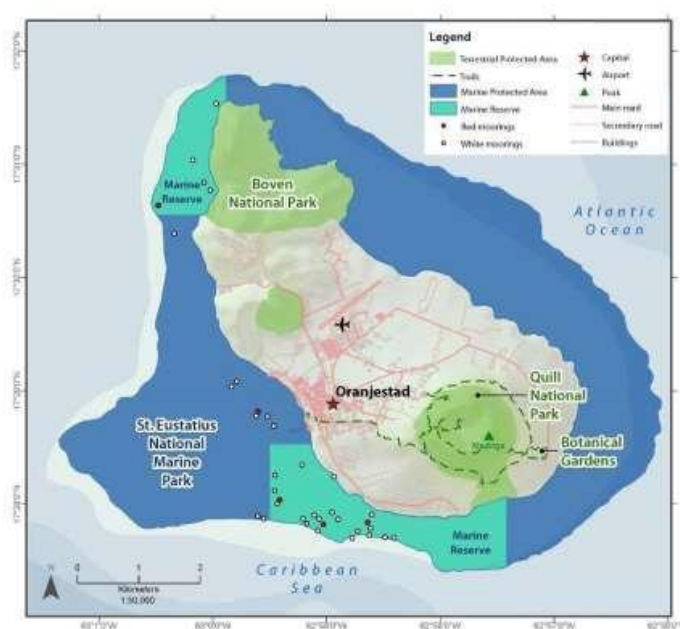 Legend
Terrestrial Protected Area
Trails
Marine Protected Area
Marine Reserve
Red moorings
White moorings
Capital
Airport
Peak
Main road
Secondary road
Buildings
Marine
Reserve
Boven
National Park
Atlantic
Ocean
Oranjestad
Quill
National
Park
Botanical
Gardens
St. Eustatius
National
Marine
Park
Marine
Reserve
Caribbean
Sea
N
0 1 2
Kilometers
1:50,000